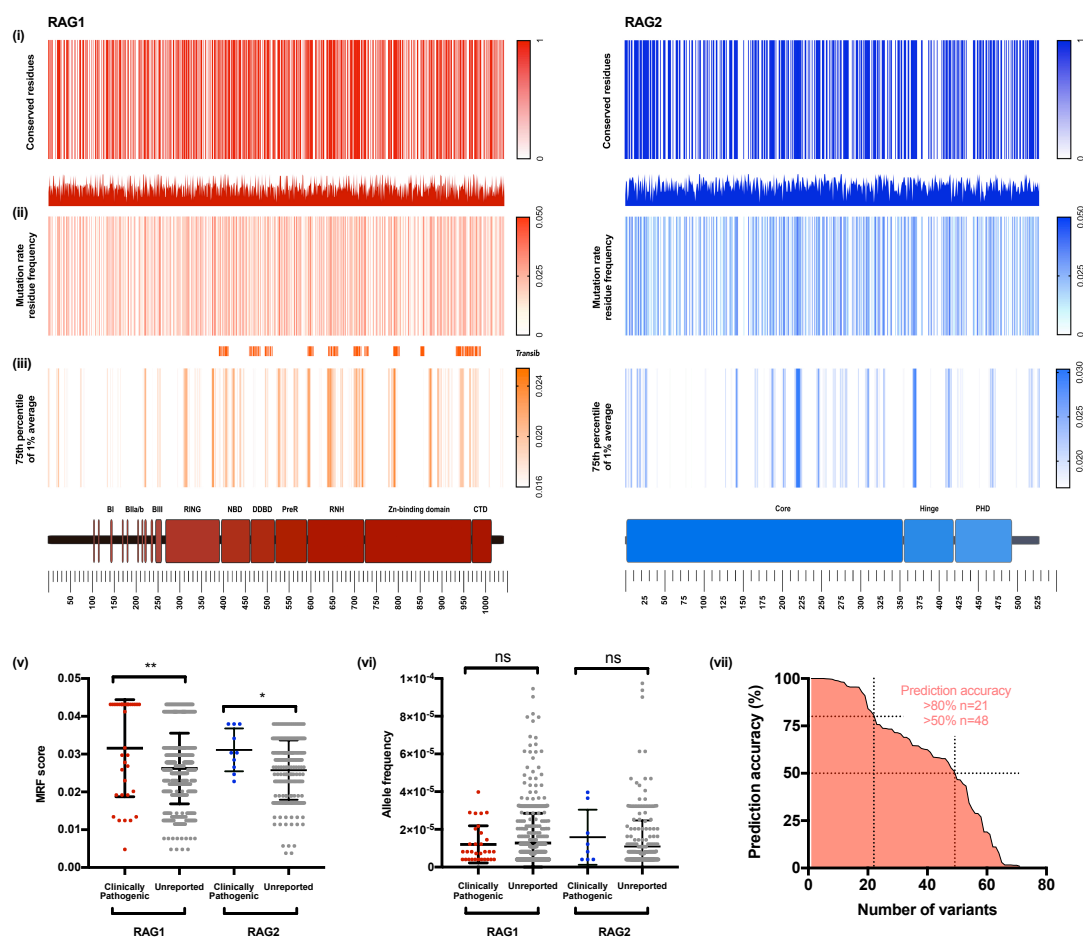 RAG1
RAG2
(i)
Conserved residues
1
0
Conserved residues
1
0
(ii)
Mutation rate
residue frequency
0.050
0.025
0
Mutation rate
residue frequency
0.050
0.025
0
(iii)
Transib
75th percentile
of 1% average
0.024
0.020
0.016
75th percentile
of 1% average
0.030
0.025
0.020
BI
BIIa/b
BIII
RING
NBD
DDBD
PreR
RNH
Zn-binding domain
CTD
Core
Hinge
PHD
50
100
150
200
250
300
350
400
450
500
550
600
650
700
750
800
850
900
950
1000
25
50
75
100
125
150
175
200
225
250
275
300
325
350
375
400
425
450
475
500
525
(v)
MRF score
0.05
0.04
0.03
0.02
0.01
0.00
**
*
Clinically
Pathogenic
Unreported
Clinically
Pathogenic
Unreported
RAG1
RAG2
(vi)
Allele frequency
1×10-4
8×10-5
6×10-5
4×10-5
2×10-5
0
ns
ns
Clinically
Pathogenic
Unreported
Clinically
Pathogenic
Unreported
RAG1
RAG2
(vii)
Prediction accuracy (%)
100
75
50
25
0
Prediction accuracy
>80% n=21
>50% n=48
0
20
40
60
80
Number of variants